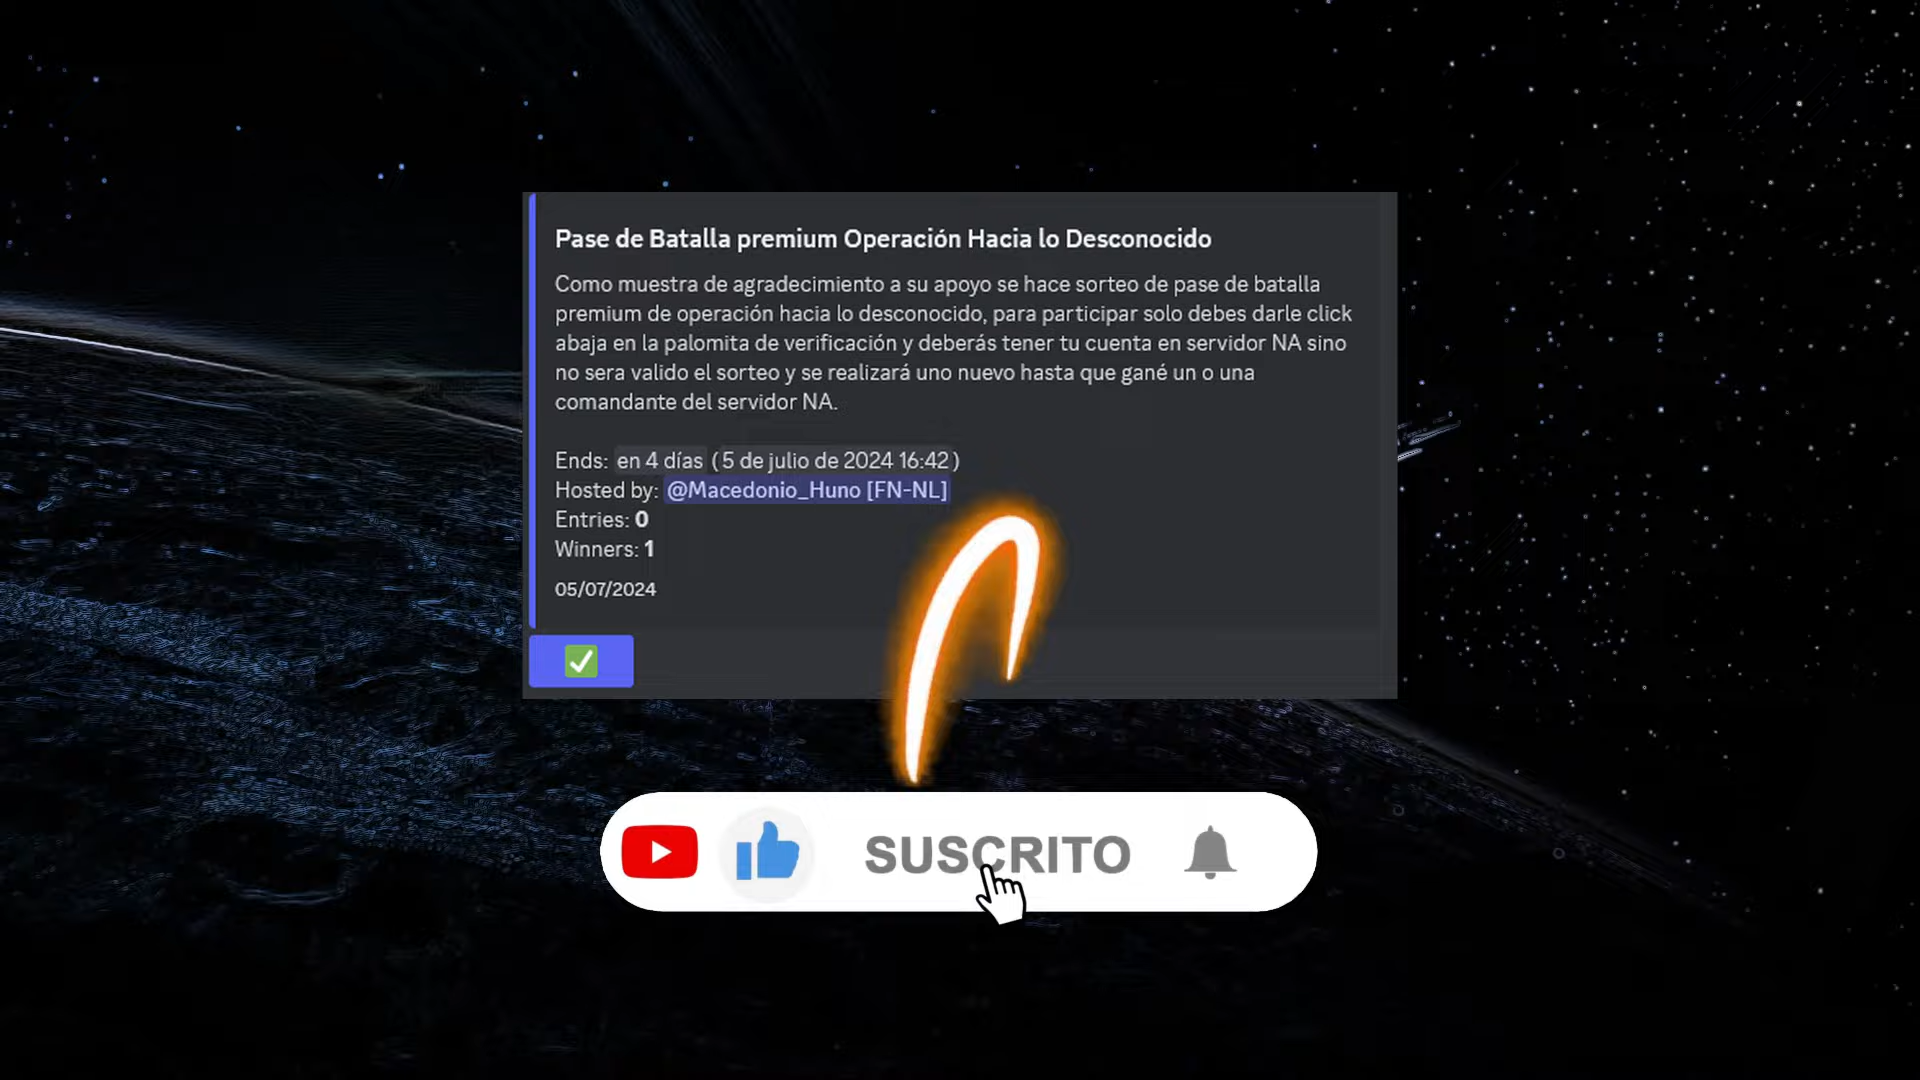 Pase de Batalla premium Operación Hacia lo Desconocido
Como muestra de agradecimiento a su apoyo se hace sorteo de pase de batalla
premium de operación hacia lo desconocido, para participar solo debes darle click
abaja en la palomita de verificación y deberás tener tu cuenta en servidor NA sino
no sera valido el sorteo y se realizará uno nuevo hasta que gané un o una
comandante del servidor NA.
Ends: en 4 días (5 de julio de 2024 16:42)
Hosted by: @Macedonio_Huno [FN-NL]
Entries: 0
Winners: 1
05/07/2024
SUSCRITO